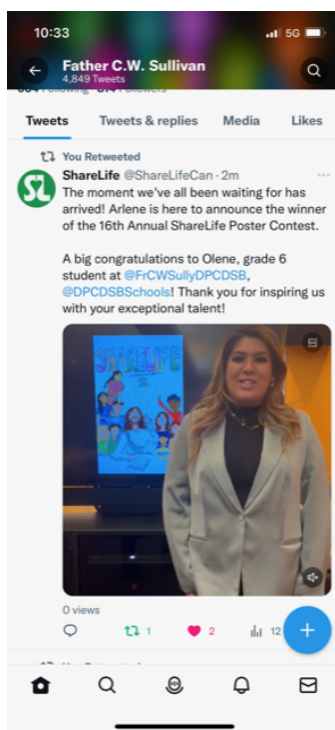 10:33
5G
Father C.W. Sullivan
4,849 Tweets
Following Followers
Tweets Tweets & replies Media Likes
You Retweeted
SL ShareLife @ShareLifeCan · 2m
The moment we've all been waiting for has
arrived! Arlene is here to announce the winner
of the 16th Annual ShareLife Poster Contest.
A big congratulations to Olene, grade 6
student at @FrCWSullyDPCDSB,
@DPCDSBSchools! Thank you for inspiring us
with your exceptional talent!
SHARELIFE
0 views
1 2 12